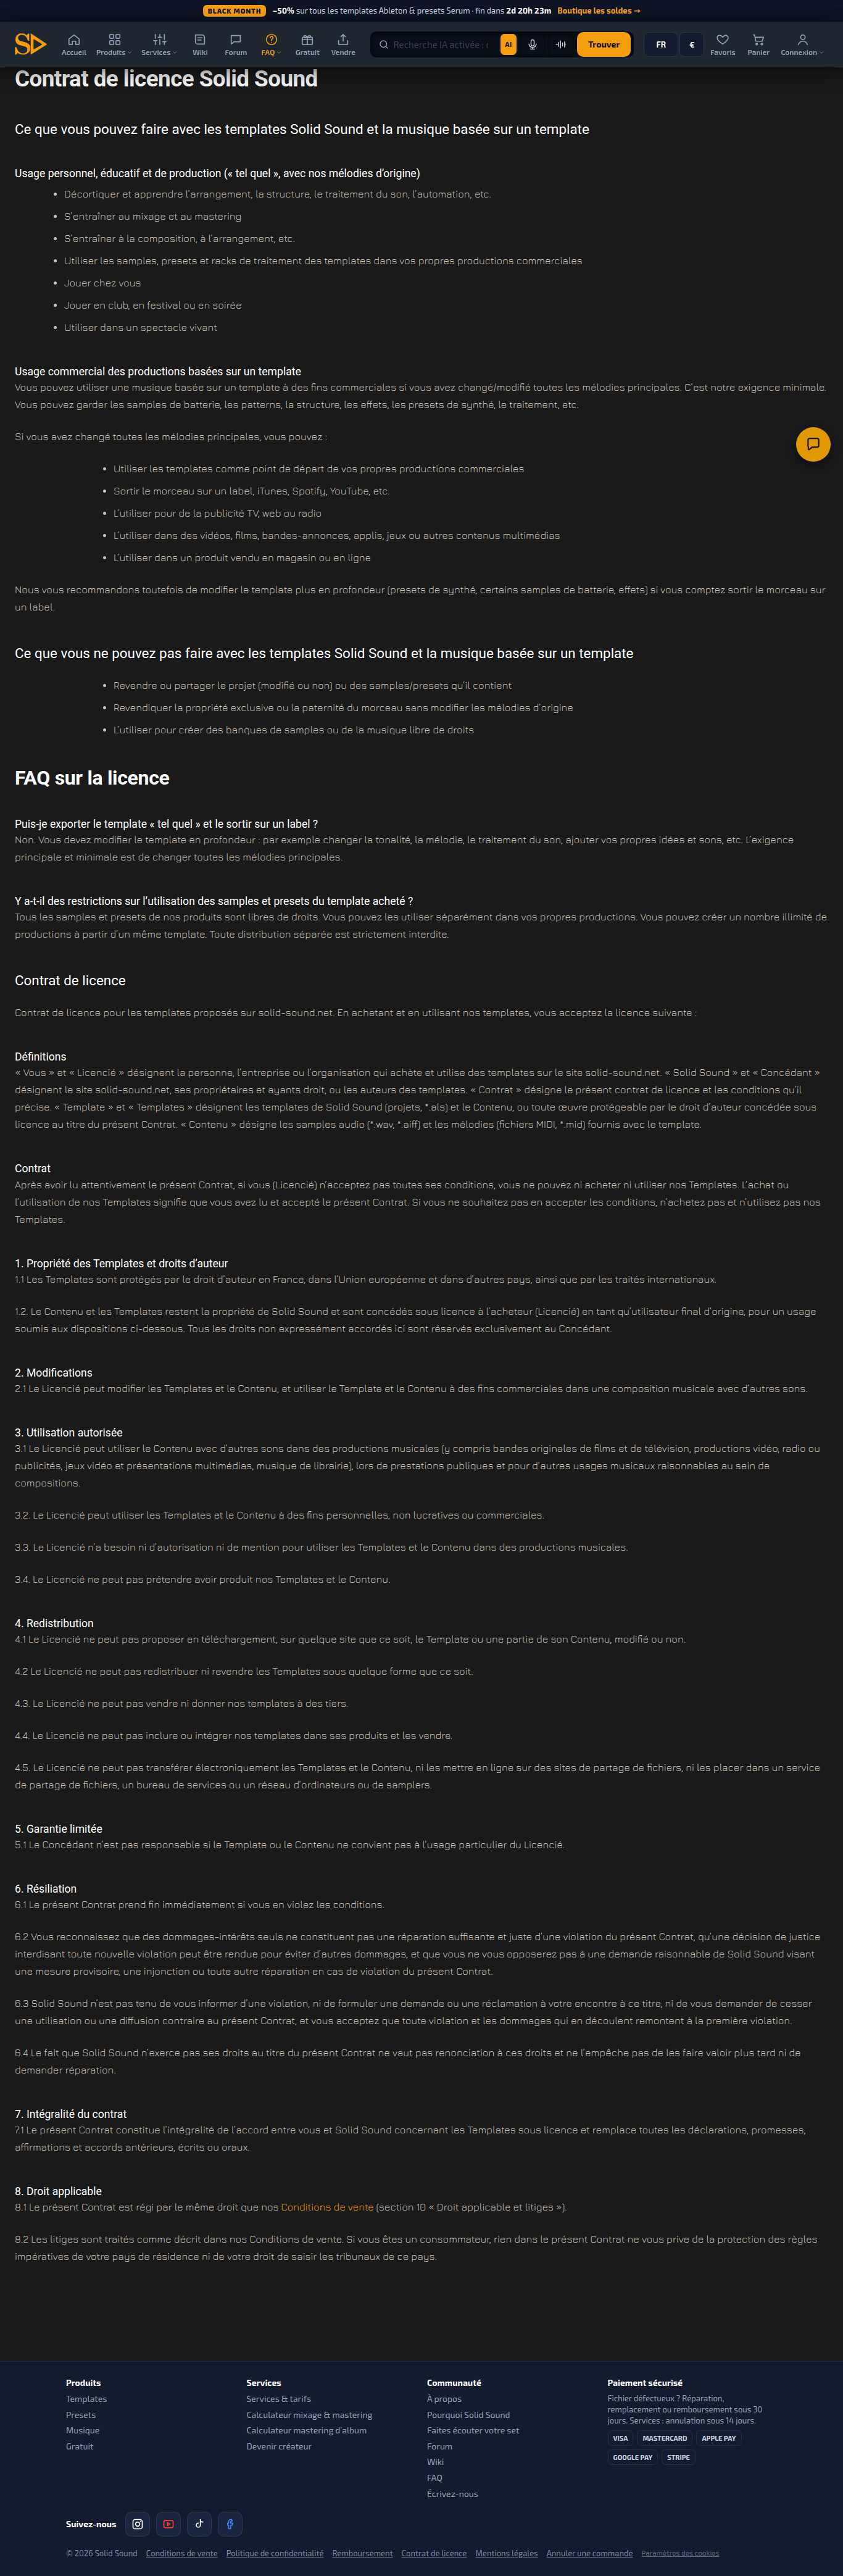 BLACK MONTH −50% sur tous les templates Ableton & presets Serum · fin dans 2d 20h 23m Boutique les soldes →
Accueil Produits Services Wiki Forum FAQ Gratuit Vendre Recherche IA activée : AI Trouver FR € Favoris Panier Connexion
Contrat de licence Solid Sound
Ce que vous pouvez faire avec les templates Solid Sound et la musique basée sur un template
Usage personnel, éducatif et de production (« tel quel », avec nos mélodies d’origine)
• Décortiquer et apprendre l’arrangement, la structure, le traitement du son, l’automation, etc.
• S’entraîner au mixage et au mastering
• S’entraîner à la composition, à l’arrangement, etc.
• Utiliser les samples, presets et racks de traitement des templates dans vos propres productions commerciales
• Jouer chez vous
• Jouer en club, en festival ou en soirée
• Utiliser dans un spectacle vivant
Usage commercial des productions basées sur un template
Vous pouvez utiliser une musique basée sur un template à des fins commerciales si vous avez changé/modifié toutes les mélodies principales. C’est notre exigence minimale.
Vous pouvez garder les samples de batterie, les patterns, la structure, les effets, les presets de synthé, le traitement, etc.
Si vous avez changé toutes les mélodies principales, vous pouvez :
• Utiliser les templates comme point de départ de vos propres productions commerciales
• Sortir le morceau sur un label, iTunes, Spotify, YouTube, etc.
• L’utiliser pour de la publicité TV, web ou radio
• L’utiliser dans des vidéos, films, bandes-annonces, applis, jeux ou autres contenus multimédias
• L’utiliser dans un produit vendu en magasin ou en ligne
Nous vous recommandons toutefois de modifier le template plus en profondeur (presets de synthé, certains samples de batterie, effets) si vous comptez sortir le morceau sur
un label.
Ce que vous ne pouvez pas faire avec les templates Solid Sound et la musique basée sur un template
• Revendre ou partager le projet (modifié ou non) ou des samples/presets qu’il contient
• Revendiquer la propriété exclusive ou la paternité du morceau sans modifier les mélodies d’origine
• L’utiliser pour créer des banques de samples ou de la musique libre de droits
FAQ sur la licence
Puis-je exporter le template « tel quel » et le sortir sur un label ?
Non. Vous devez modifier le template en profondeur : par exemple changer la tonalité, la mélodie, le traitement du son, ajouter vos propres idées et sons, etc. L’exigence
principale et minimale est de changer toutes les mélodies principales.
Y a-t-il des restrictions sur l’utilisation des samples et presets du template acheté ?
Tous les samples et presets de nos produits sont libres de droits. Vous pouvez les utiliser séparément dans vos propres productions. Vous pouvez créer un nombre illimité de
productions à partir d’un même template. Toute distribution séparée est strictement interdite.
Contrat de licence
Contrat de licence pour les templates proposés sur solid-sound.net. En achetant et en utilisant nos templates, vous acceptez la licence suivante :
Définitions
« Vous » et « Licencié » désignent la personne, l’entreprise ou l’organisation qui achète et utilise des templates sur le site solid-sound.net. « Solid Sound » et « Concédant »
désignent le site solid-sound.net, ses propriétaires et ayants droit, ou les auteurs des templates. « Contrat » désigne le présent contrat de licence et les conditions qu’il
précise. « Template » et « Templates » désignent les templates de Solid Sound (projets, *.als) et le Contenu, ou toute œuvre protégeable par le droit d’auteur concédée sous
licence au titre du présent Contrat. « Contenu » désigne les samples audio (*.wav, *.aiff) et les mélodies (fichiers MIDI, *.mid) fournis avec le template.
Contrat
Après avoir lu attentivement le présent Contrat, si vous (Licencié) n’acceptez pas toutes ses conditions, vous ne pouvez ni acheter ni utiliser nos Templates. L’achat ou
l’utilisation de nos Templates signifie que vous avez lu et accepté le présent Contrat. Si vous ne souhaitez pas en accepter les conditions, n’achetez pas et n’utilisez pas nos
Templates.
1. Propriété des Templates et droits d’auteur
1.1 Les Templates sont protégés par le droit d’auteur en France, dans l’Union européenne et dans d’autres pays, ainsi que par les traités internationaux.
1.2. Le Contenu et les Templates restent la propriété de Solid Sound et sont concédés sous licence à l’acheteur (Licencié) en tant qu’utilisateur final d’origine, pour un usage
soumis aux dispositions ci-dessous. Tous les droits non expressément accordés ici sont réservés exclusivement au Concédant.
2. Modifications
2.1 Le Licencié peut modifier les Templates et le Contenu, et utiliser le Template et le Contenu à des fins commerciales dans une composition musicale avec d’autres sons.
3. Utilisation autorisée
3.1 Le Licencié peut utiliser le Contenu avec d’autres sons dans des productions musicales (y compris bandes originales de films et de télévision, productions vidéo, radio ou
publicités, jeux vidéo et présentations multimédias, musique de librairie), lors de prestations publiques et pour d’autres usages musicaux raisonnables au sein de
compositions.
3.2. Le Licencié peut utiliser les Templates et le Contenu à des fins personnelles, non lucratives ou commerciales.
3.3. Le Licencié n’a besoin ni d’autorisation ni de mention pour utiliser les Templates et le Contenu dans des productions musicales.
3.4. Le Licencié ne peut pas prétendre avoir produit nos Templates et le Contenu.
4. Redistribution
4.1 Le Licencié ne peut pas proposer en téléchargement, sur quelque site que ce soit, le Template ou une partie de son Contenu, modifié ou non.
4.2 Le Licencié ne peut pas redistribuer ni revendre les Templates sous quelque forme que ce soit.
4.3. Le Licencié ne peut pas vendre ni donner nos templates à des tiers.
4.4. Le Licencié ne peut pas inclure ou intégrer nos templates dans ses produits et les vendre.
4.5. Le Licencié ne peut pas transférer électroniquement les Templates et le Contenu, ni les mettre en ligne sur des sites de partage de fichiers, ni les placer dans un service
de partage de fichiers, un bureau de services ou un réseau d’ordinateurs ou de samplers.
5. Garantie limitée
5.1 Le Concédant n’est pas responsable si le Template ou le Contenu ne convient pas à l’usage particulier du Licencié.
6. Résiliation
6.1 Le présent Contrat prend fin immédiatement si vous en violez les conditions.
6.2 Vous reconnaissez que des dommages-intérêts seuls ne constituent pas une réparation suffisante et juste d’une violation du présent Contrat, qu’une décision de justice
interdisant toute nouvelle violation peut être rendue pour éviter d’autres dommages, et que vous ne vous opposerez pas à une demande raisonnable de Solid Sound visant
une mesure provisoire, une injonction ou toute autre réparation en cas de violation du présent Contrat.
6.3 Solid Sound n’est pas tenu de vous informer d’une violation, ni de formuler une demande ou une réclamation à votre encontre à ce titre, ni de vous demander de cesser
une utilisation ou une diffusion contraire au présent Contrat, et vous acceptez que toute violation et les dommages qui en découlent remontent à la première violation.
6.4 Le fait que Solid Sound n’exerce pas ses droits au titre du présent Contrat ne vaut pas renonciation à ces droits et ne l’empêche pas de les faire valoir plus tard ni de
demander réparation.
7. Intégralité du contrat
7.1 Le présent Contrat constitue l’intégralité de l’accord entre vous et Solid Sound concernant les Templates sous licence et remplace toutes les déclarations, promesses,
affirmations et accords antérieurs, écrits ou oraux.
8. Droit applicable
8.1 Le présent Contrat est régi par le même droit que nos Conditions de vente (section 10 « Droit applicable et litiges »).
8.2 Les litiges sont traités comme décrit dans nos Conditions de vente. Si vous êtes un consommateur, rien dans le présent Contrat ne vous prive de la protection des règles
impératives de votre pays de résidence ni de votre droit de saisir les tribunaux de ce pays.
Produits
Templates
Presets
Musique
Gratuit
Services
Services & tarifs
Calculateur mixage & mastering
Calculateur mastering d’album
Devenir créateur
Communauté
À propos
Pourquoi Solid Sound
Faites écouter votre set
Forum
Wiki
FAQ
Écrivez-nous
Paiement sécurisé
Fichier défectueux ? Réparation,
remplacement ou remboursement sous 30
jours. Services : annulation sous 14 jours.
VISA MASTERCARD APPLE PAY
GOOGLE PAY STRIPE
Suivez-nous
© 2026 Solid Sound Conditions de vente Politique de confidentialité Remboursement Contrat de licence Mentions légales Annuler une commande Paramètres des cookies